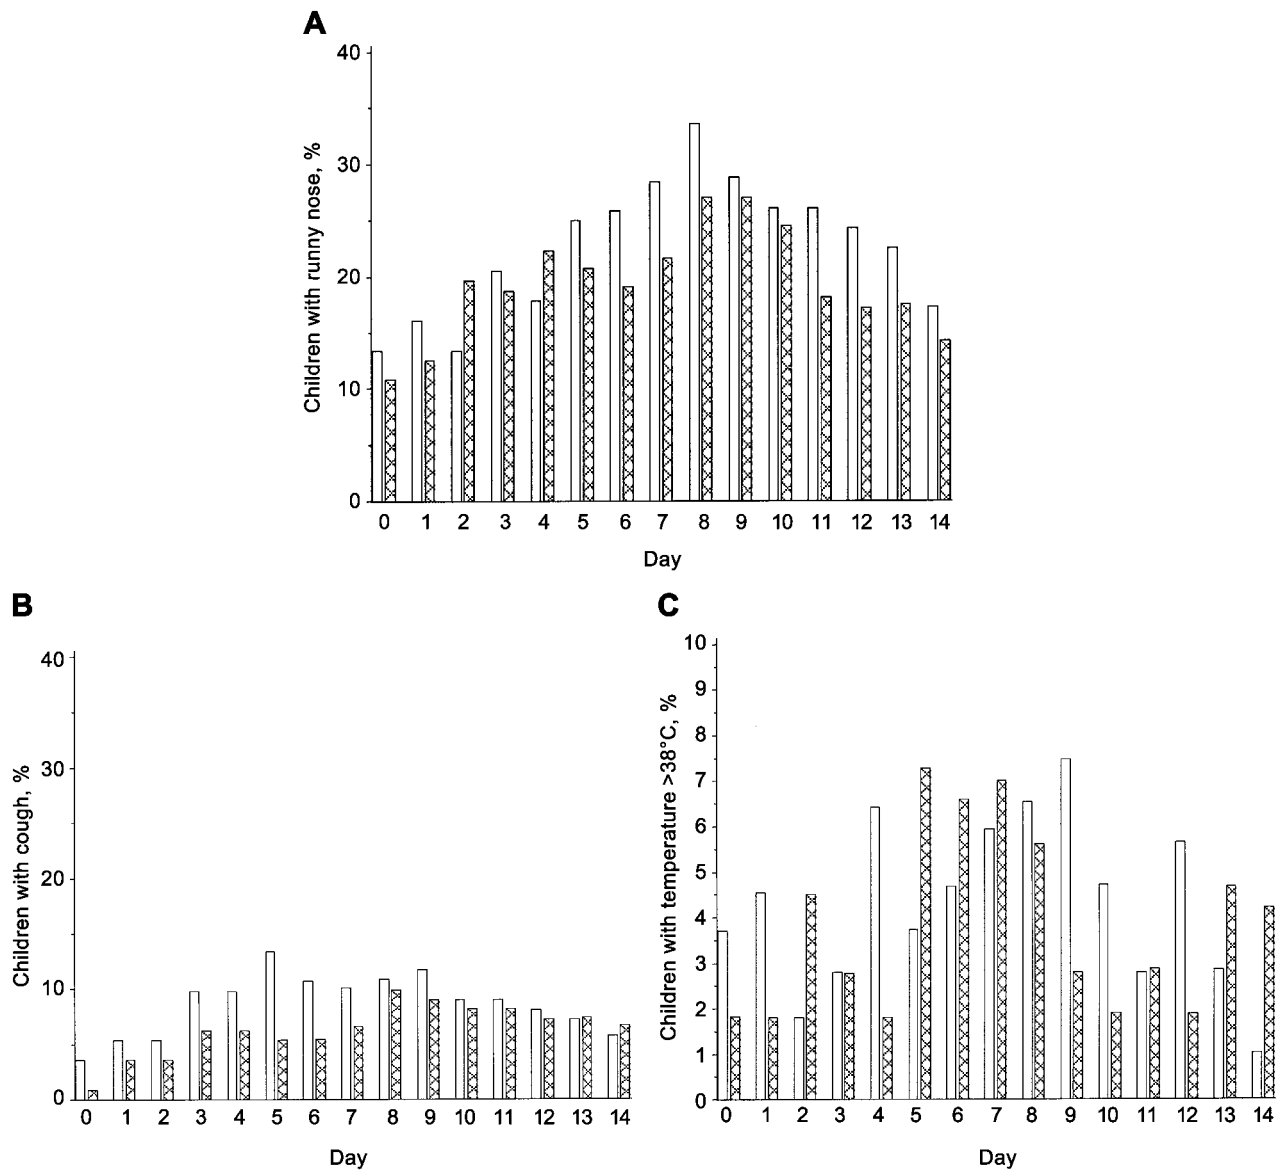 A
Children with runny nose, %
40
30
20
10
0
0 1 2 3 4 5 6 7 8 9 10 11 12 13 14
Day
B
Children with cough, %
40
30
20
10
0
0 1 2 3 4 5 6 7 8 9 10 11 12 13 14
Day
C
Children with temperature >38°C, %
10
9
8
7
6
5
4
3
2
1
0
0 1 2 3 4 5 6 7 8 9 10 11 12 13 14
Day